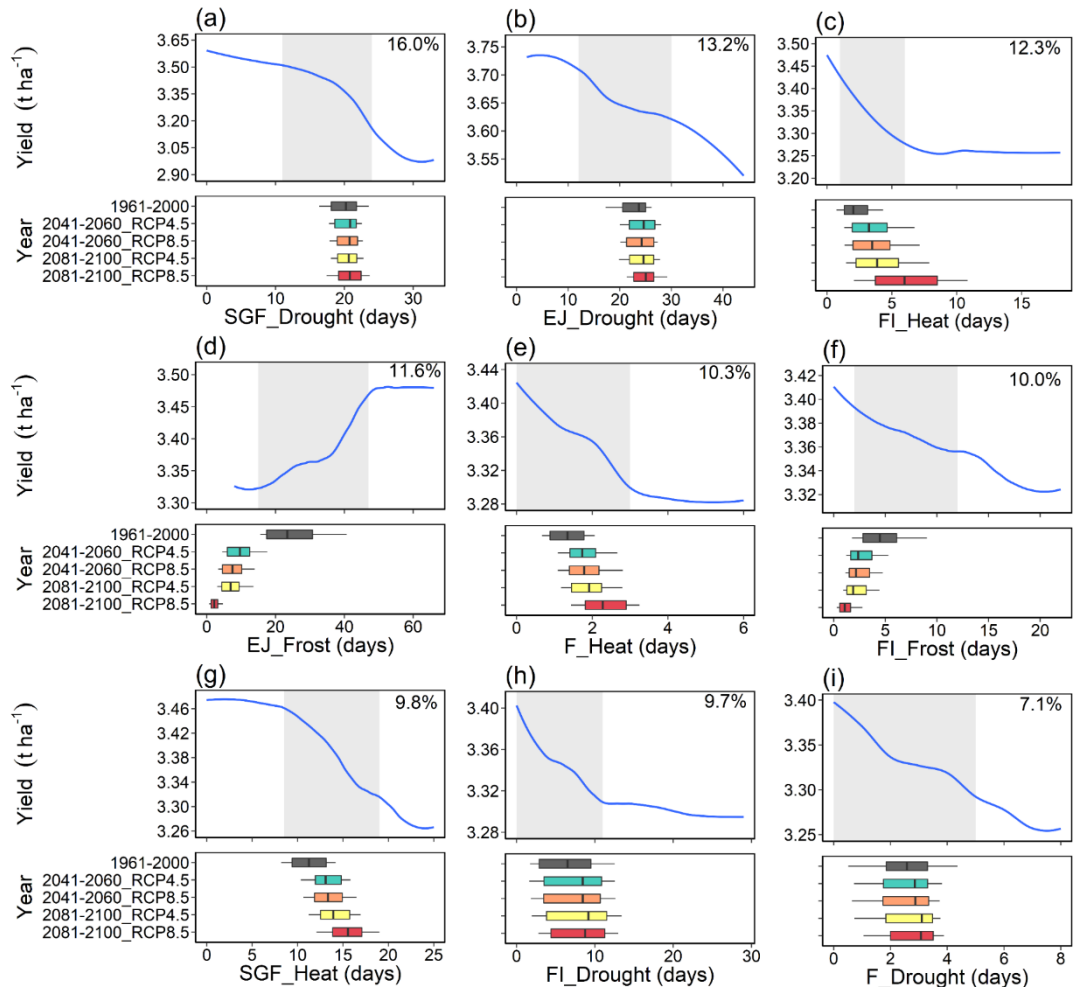 (a) (b) (c)
Yield (t ha⁻¹)
3.65 3.50 3.35 3.20 3.05 2.90
16.0%
3.75 3.70 3.65 3.60 3.55
13.2%
3.50 3.45 3.40 3.35 3.30 3.25 3.20
12.3%
Year
1961-2000
2041-2060_RCP4.5
2041-2060_RCP8.5
2081-2100_RCP4.5
2081-2100_RCP8.5
0 10 20 30
SGF_Drought (days)
0 20 40
EJ_Drought (days)
0 5 10 15
FI_Heat (days)
(d) (e) (f)
Yield (t ha⁻¹)
3.50 3.45 3.40 3.35 3.30
11.6%
3.44 3.40 3.36 3.32 3.28
10.3%
3.42 3.40 3.38 3.36 3.34 3.32
10.0%
Year
1961-2000
2041-2060_RCP4.5
2041-2060_RCP8.5
2081-2100_RCP4.5
2081-2100_RCP8.5
0 20 40 60
EJ_Frost (days)
0 2 4 6
F_Heat (days)
0 5 10 15 20
FI_Frost (days)
(g) (h) (i)
Yield (t ha⁻¹)
3.46 3.42 3.38 3.34 3.30 3.26
9.8%
3.40 3.36 3.32 3.28
9.7%
3.40 3.35 3.30 3.25
7.1%
Year
1961-2000
2041-2060_RCP4.5
2041-2060_RCP8.5
2081-2100_RCP4.5
2081-2100_RCP8.5
0 5 10 15 20 25
SGF_Heat (days)
0 10 20 30
FI_Drought (days)
0 2 4 6 8
F_Drought (days)